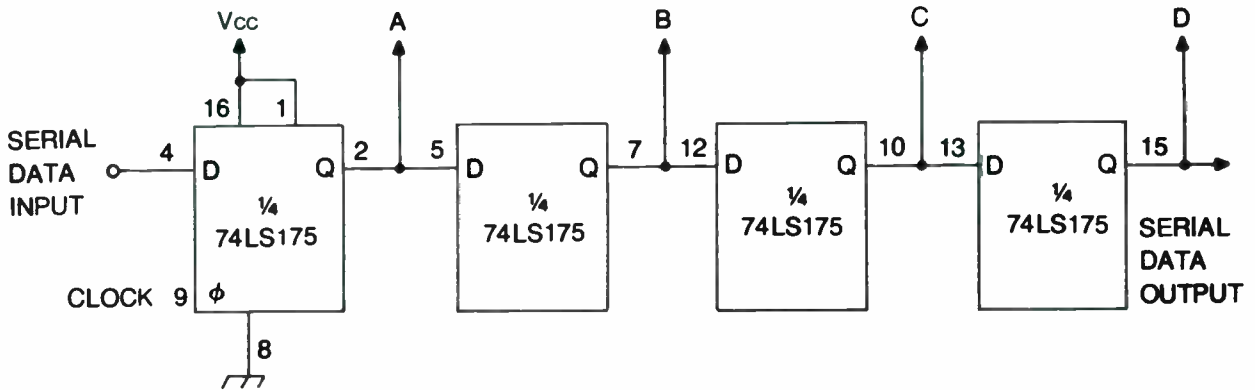 Vcc
A
B
C
D
16 1
SERIAL
DATA
INPUT
4
D
Q
2
5
D
Q
7
12
D
Q
10
13
D
Q
15
¼
74LS175
¼
74LS175
¼
74LS175
¼
74LS175
SERIAL
DATA
OUTPUT
CLOCK 9 ϕ
8